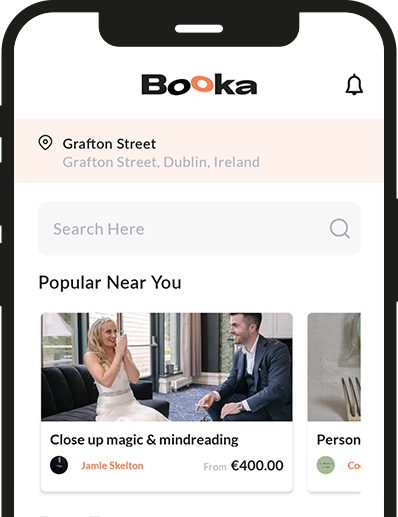 Booka
Grafton Street
Grafton Street, Dublin, Ireland
Search Here
Popular Near You
Close up magic & mindreading
Jamie Skelton
From €400.00
Person
Co